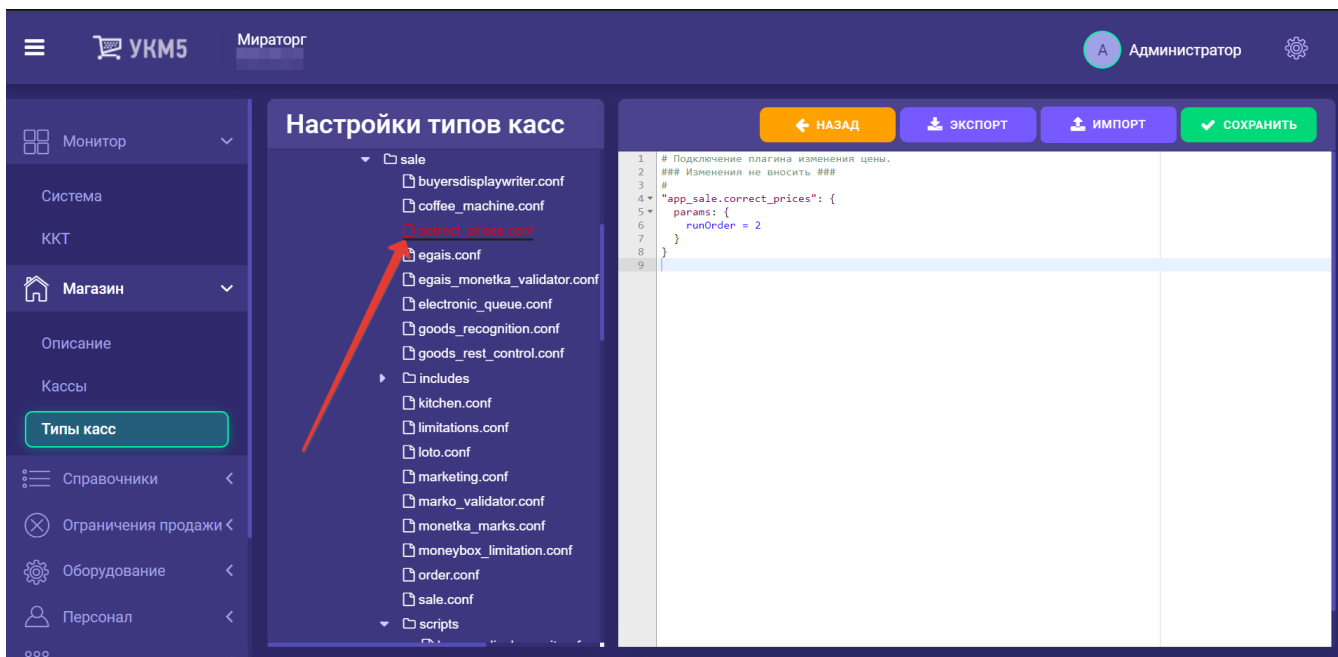 УКМ5
Мираторг
А
Администратор
Монитор
Система
ККТ
Магазин
Описание
Кассы
Типы касс
Справочники
Ограничения продажи
Оборудование
Персонал
Настройки типов касс
sale
buyersdisplaywriter.conf
coffee_machine.conf
correct_prices.conf
egais.conf
egais_monetka_validator.conf
electronic_queue.conf
goods_recognition.conf
goods_rest_control.conf
includes
kitchen.conf
limitations.conf
loto.conf
marketing.conf
marko_validator.conf
monetka_marks.conf
moneybox_limitation.conf
order.conf
sale.conf
scripts
НАЗАД
ЭКСПОРТ
ИМПОРТ
СОХРАНИТЬ
1 # Подключение плагина изменения цены.
2 ### Изменения не вносить ###
3 #
4 "app_sale.correct_prices": {
5 params: {
6 runOrder = 2
7 }
8 }
9